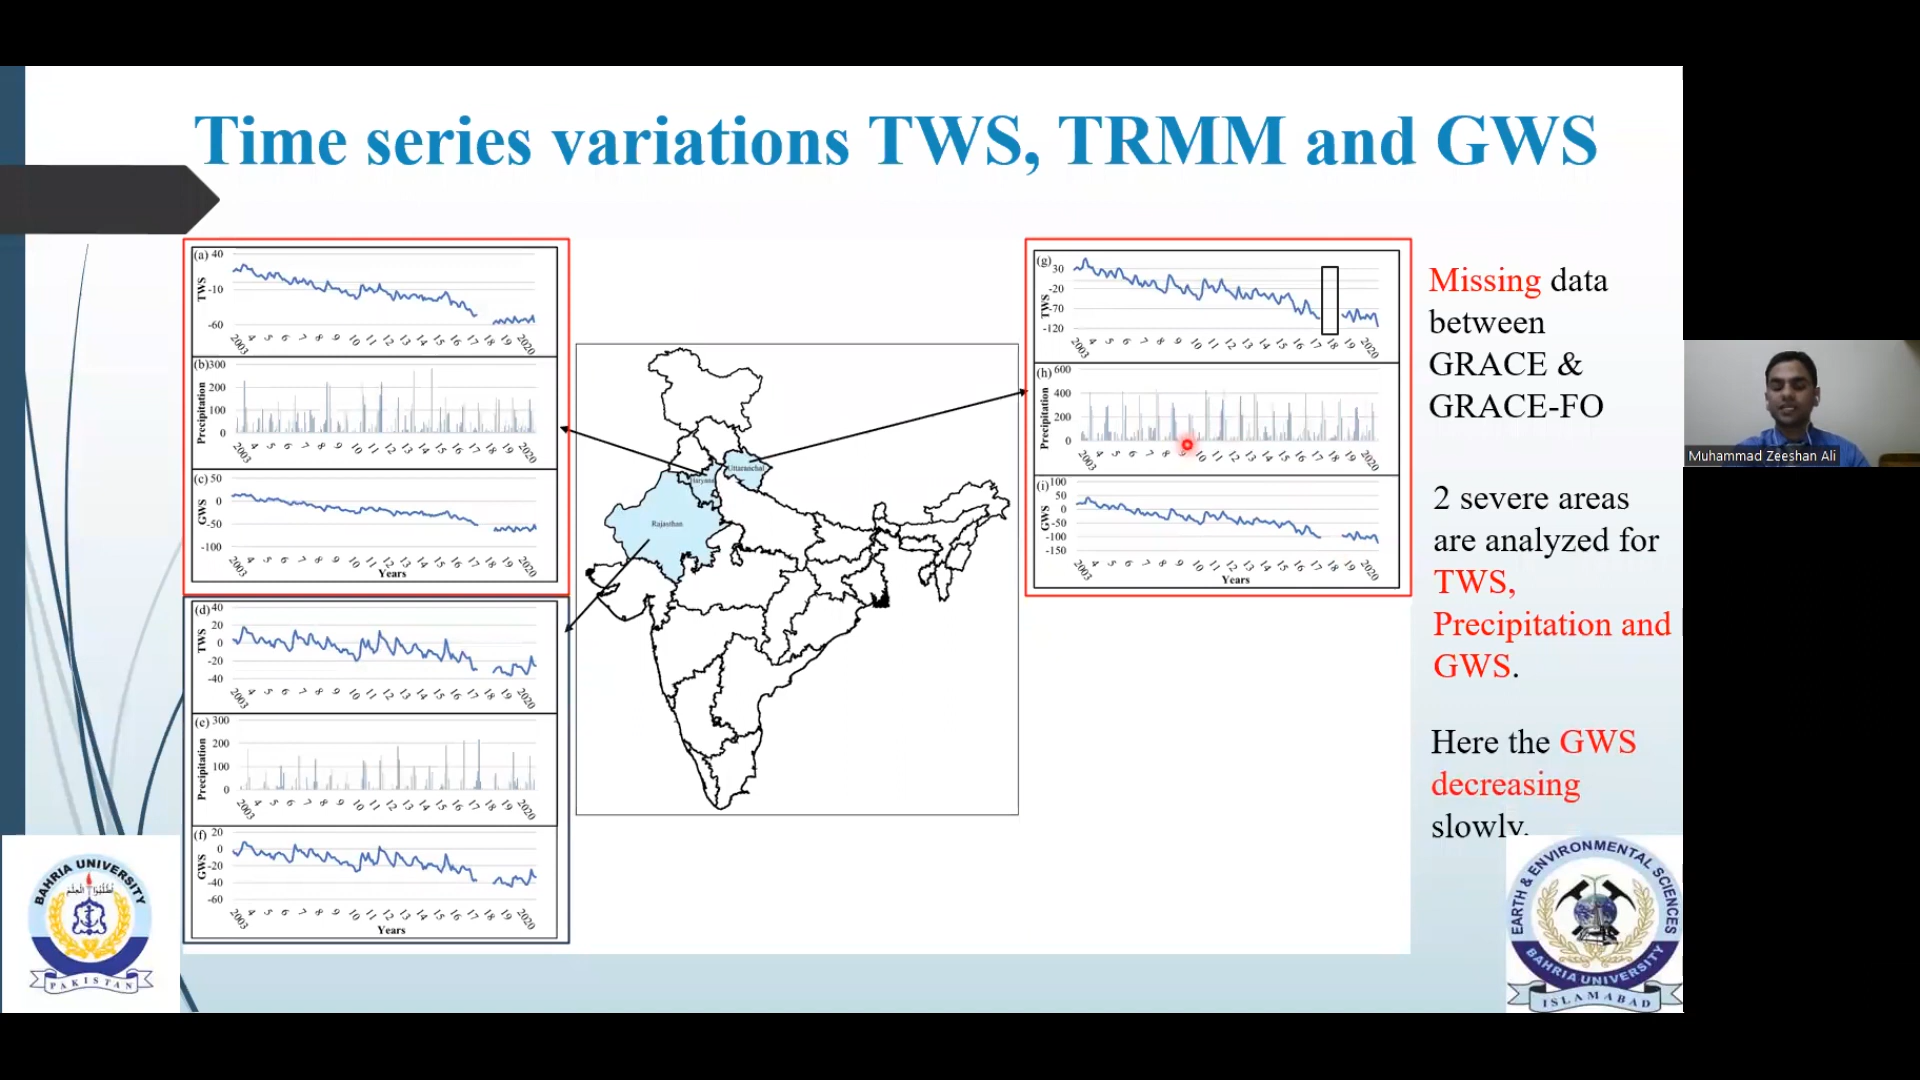 Time series variations TWS, TRMM and GWS
(a) 40
TWS
-10
-60
2003 4 5 6 7 8 9 10 11 12 13 14 15 16 17 18 19 2020
(b)300
Precipitation
200
100
0
2003 4 5 6 7 8 9 10 11 12 13 14 15 16 17 18 19 2020
(c) 50
GWS
0
-50
-100
2003 4 5 6 7 8 9 10 11 12 13 14 15 16 17 18 19 2020
Years
(d) 40
TWS
20
0
-20
-40
2003 4 5 6 7 8 9 10 11 12 13 14 15 16 17 18 19 2020
(e) 300
Precipitation
200
100
0
2003 4 5 6 7 8 9 10 11 12 13 14 15 16 17 18 19 2020
(f) 20
GWS
0
-20
-40
-60
2003 4 5 6 7 8 9 10 11 12 13 14 15 16 17 18 19 2020
Years
Uttaranchal
Haryana
Rajasthan
(g)
TWS
30
-20
-70
-120
2003 4 5 6 7 8 9 10 11 12 13 14 15 16 17 18 19 2020
(h) 600
Precipitation
400
200
0
2003 4 5 6 7 8 9 10 11 12 13 14 15 16 17 18 19 2020
(i) 100
GWS
50
0
-50
-100
-150
2003 4 5 6 7 8 9 10 11 12 13 14 15 16 17 18 19 2020
Years
Missing data
between
GRACE &
GRACE-FO
2 severe areas
are analyzed for
TWS,
Precipitation and
GWS.
Here the GWS
decreasing
slowly.
Muhammad Zeeshan Ali
BAHRIA UNIVERSITY
PAKISTAN
EARTH & ENVIRONMENTAL SCIENCES
BAHRIA UNIVERSITY
ISLAMABAD